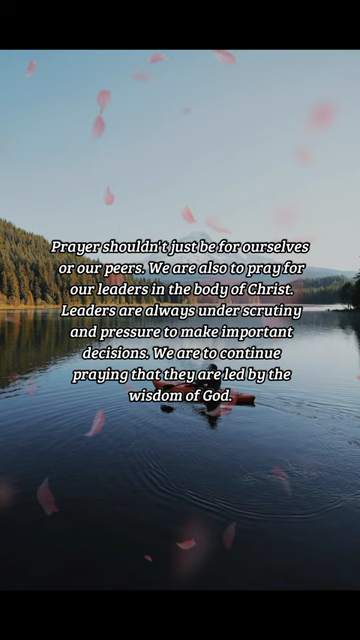 Prayer shouldn't just be for ourselves
or our peers. We are also to pray for
our leaders in the body of Christ.
Leaders are always under scrutiny
and pressure to make important
decisions. We are to continue
praying that they are led by the
wisdom of God.